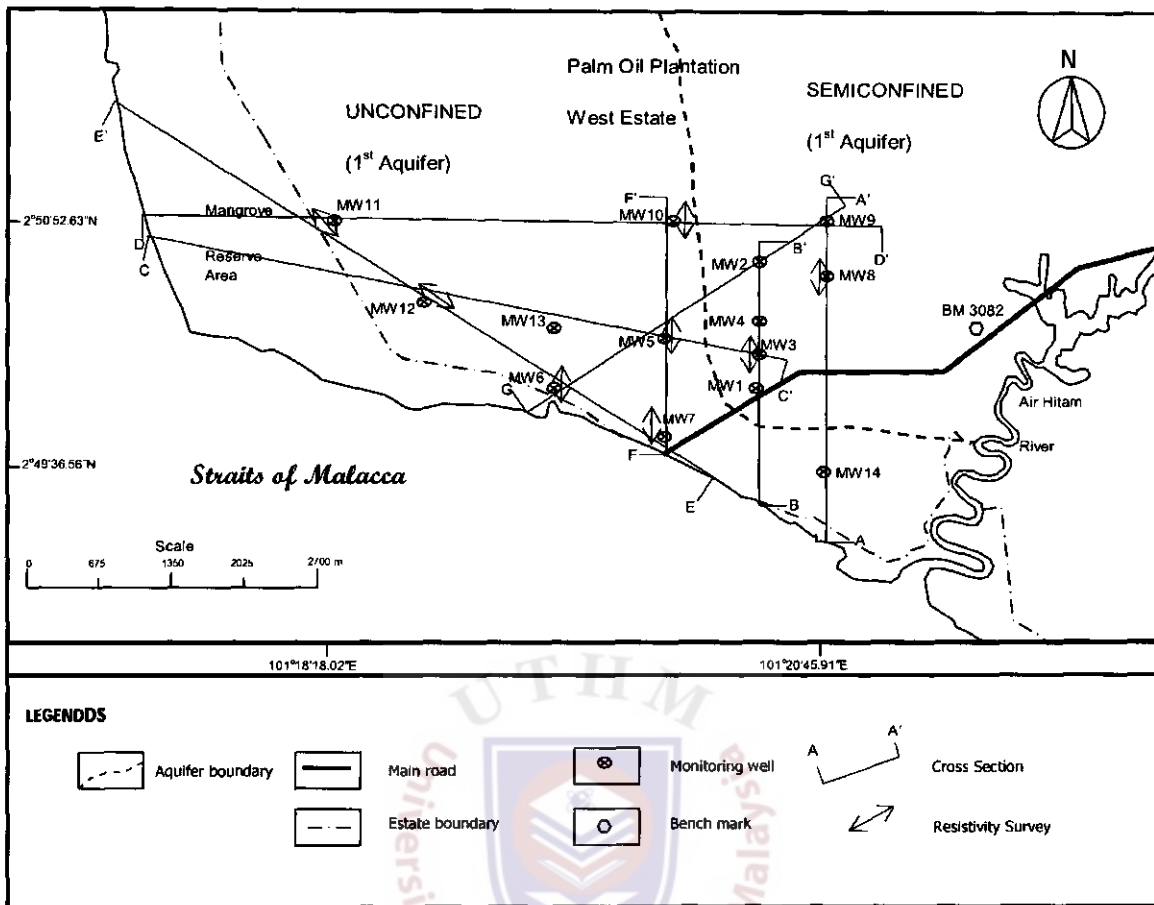 Palm Oil Plantation
West Estate
UNCONFINED
(1st Aquifer)
SEMICONFINED
(1st Aquifer)
N
E'
G'
A'
F'
2°50'52.63"N
Mangrove
MW11
MW10
MW9
D
C
Reserve
Area
B'
D'
MW2
MW8
MW12
MW13
MW4
BM 3082
MW5
MW3
MW6
MW1
C'
G
Air Hitam
River
MW7
F
2°49'36.56"N
Straits of Malacca
E
MW14
B
A
Scale
0 675 1350 2025 2700 m
101°18'18.02"E
101°20'45.91"E
LEGENDDS
Aquifer boundary
Main road
Monitoring well
A A'
Cross Section
Estate boundary
Bench mark
Resistivity Survey
UTHM